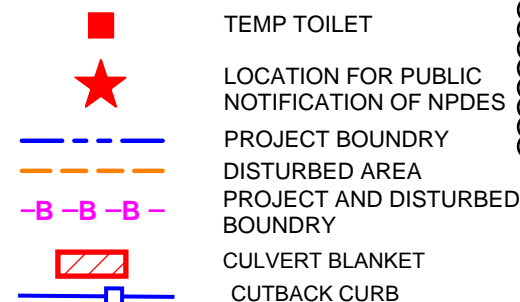 TEMP TOILET
LOCATION FOR PUBLIC
NOTIFICATION OF NPDES
PROJECT BOUNDRY
DISTURBED AREA
–B –B –B – PROJECT AND DISTURBED
BOUNDRY
CULVERT BLANKET
CUTBACK CURB